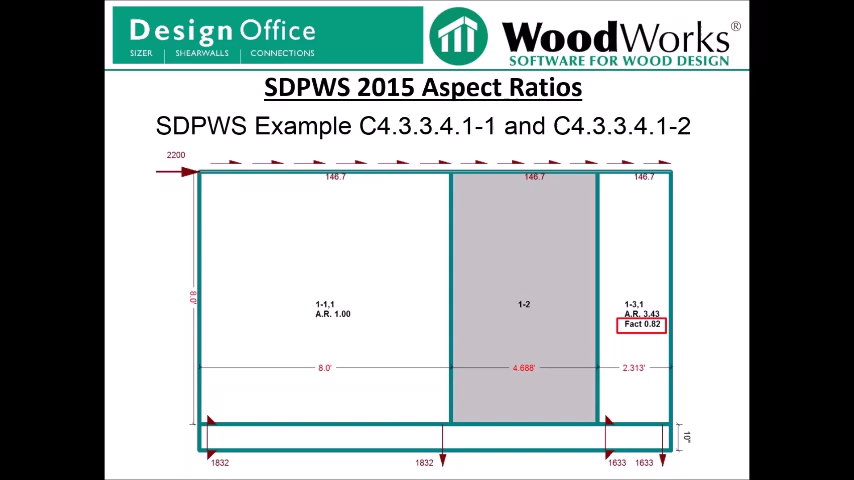 Design Office
SIZER | SHEARWALLS | CONNECTIONS
WoodWorks®
SOFTWARE FOR WOOD DESIGN
SDPWS 2015 Aspect Ratios
SDPWS Example C4.3.3.4.1-1 and C4.3.3.4.1-2
2200
146.7 146.7 146.7
8.0'
1-1,1
A.R. 1.00
1-2
1-3,1
A.R. 3.43
Fact 0.82
8.0' 4.688' 2.313'
10"
1832 1832 1633 1633